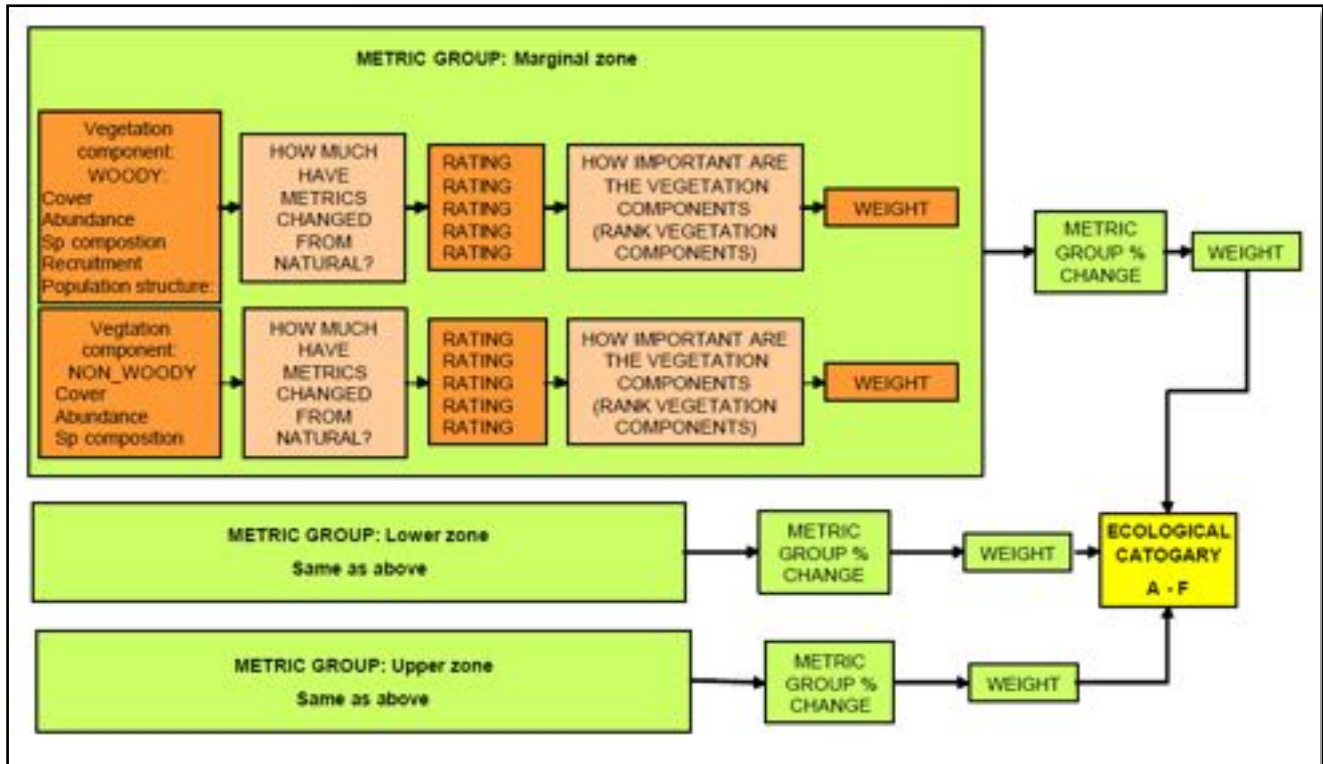 METRIC GROUP: Marginal zone
Vegetation
component:
WOODY:
Cover
Abundance
Sp compostion
Recruitment
Population structure:
HOW MUCH
HAVE
METRICS
CHANGED
FROM
NATURAL?
RATING
RATING
RATING
RATING
RATING
HOW IMPORTANT ARE
THE VEGETATION
COMPONENTS
(RANK VEGETATION
COMPONENTS)
WEIGHT
METRIC
GROUP %
CHANGE
WEIGHT
Vegtation
component:
NON_WOODY
Cover
Abundance
Sp composition
HOW MUCH
HAVE
METRICS
CHANGED
FROM
NATURAL?
RATING
RATING
RATING
RATING
RATING
HOW IMPORTANT ARE
THE VEGETATION
COMPONENTS
(RANK VEGETATION
COMPONENTS)
WEIGHT
METRIC GROUP: Lower zone
Same as above
METRIC
GROUP %
CHANGE
WEIGHT
ECOLOGICAL
CATOGARY
A - F
METRIC GROUP: Upper zone
Same as above
METRIC
GROUP %
CHANGE
WEIGHT